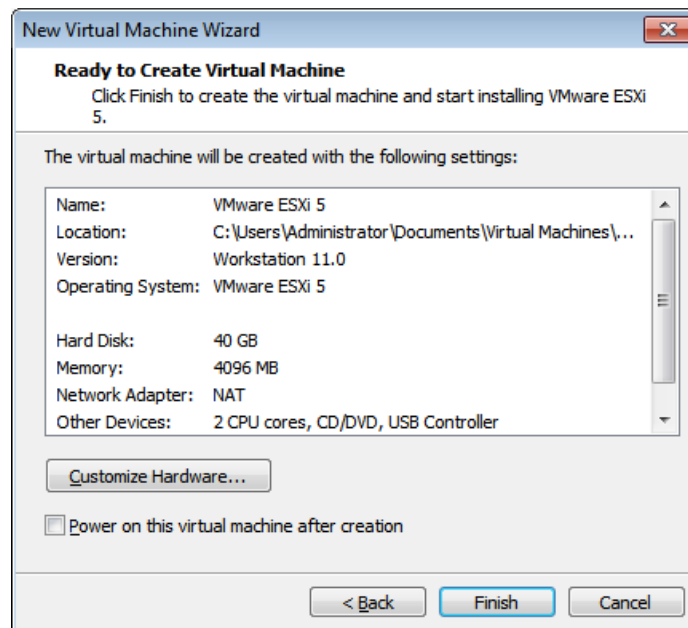 New Virtual Machine Wizard
Ready to Create Virtual Machine
Click Finish to create the virtual machine and start installing VMware ESXi
5.
The virtual machine will be created with the following settings:
Name: VMware ESXi 5
Location: C:\Users\Administrator\Documents\Virtual Machines\...
Version: Workstation 11.0
Operating System: VMware ESXi 5
Hard Disk: 40 GB
Memory: 4096 MB
Network Adapter: NAT
Other Devices: 2 CPU cores, CD/DVD, USB Controller
Customize Hardware...
Power on this virtual machine after creation
< Back Finish Cancel